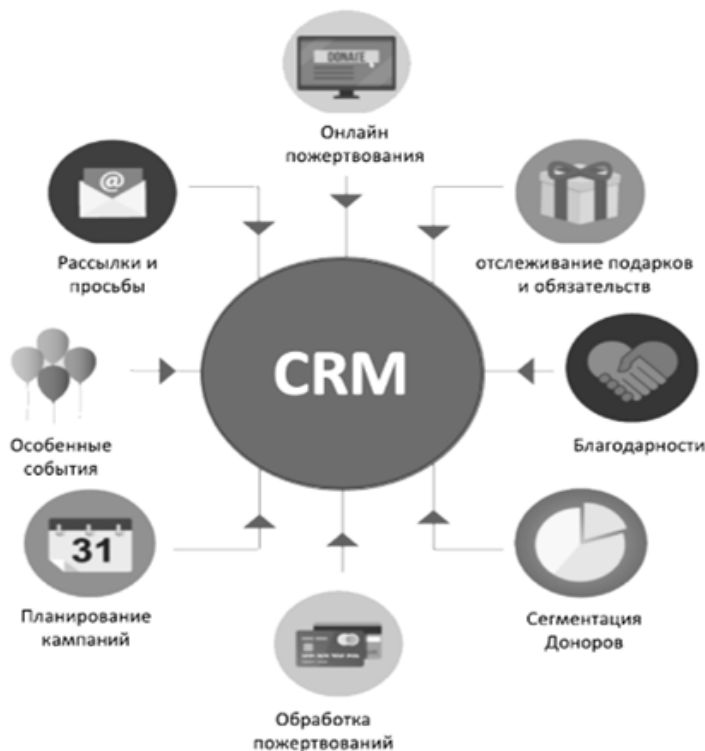 DONATE
Онлайн
пожертвования
@
Рассылки и
просьбы
отслеживание подарков
и обязательств
CRM
Особенные
события
Благодарности
31
Планирование
кампаний
Сегментация
Доноров
Обработка
пожертвований